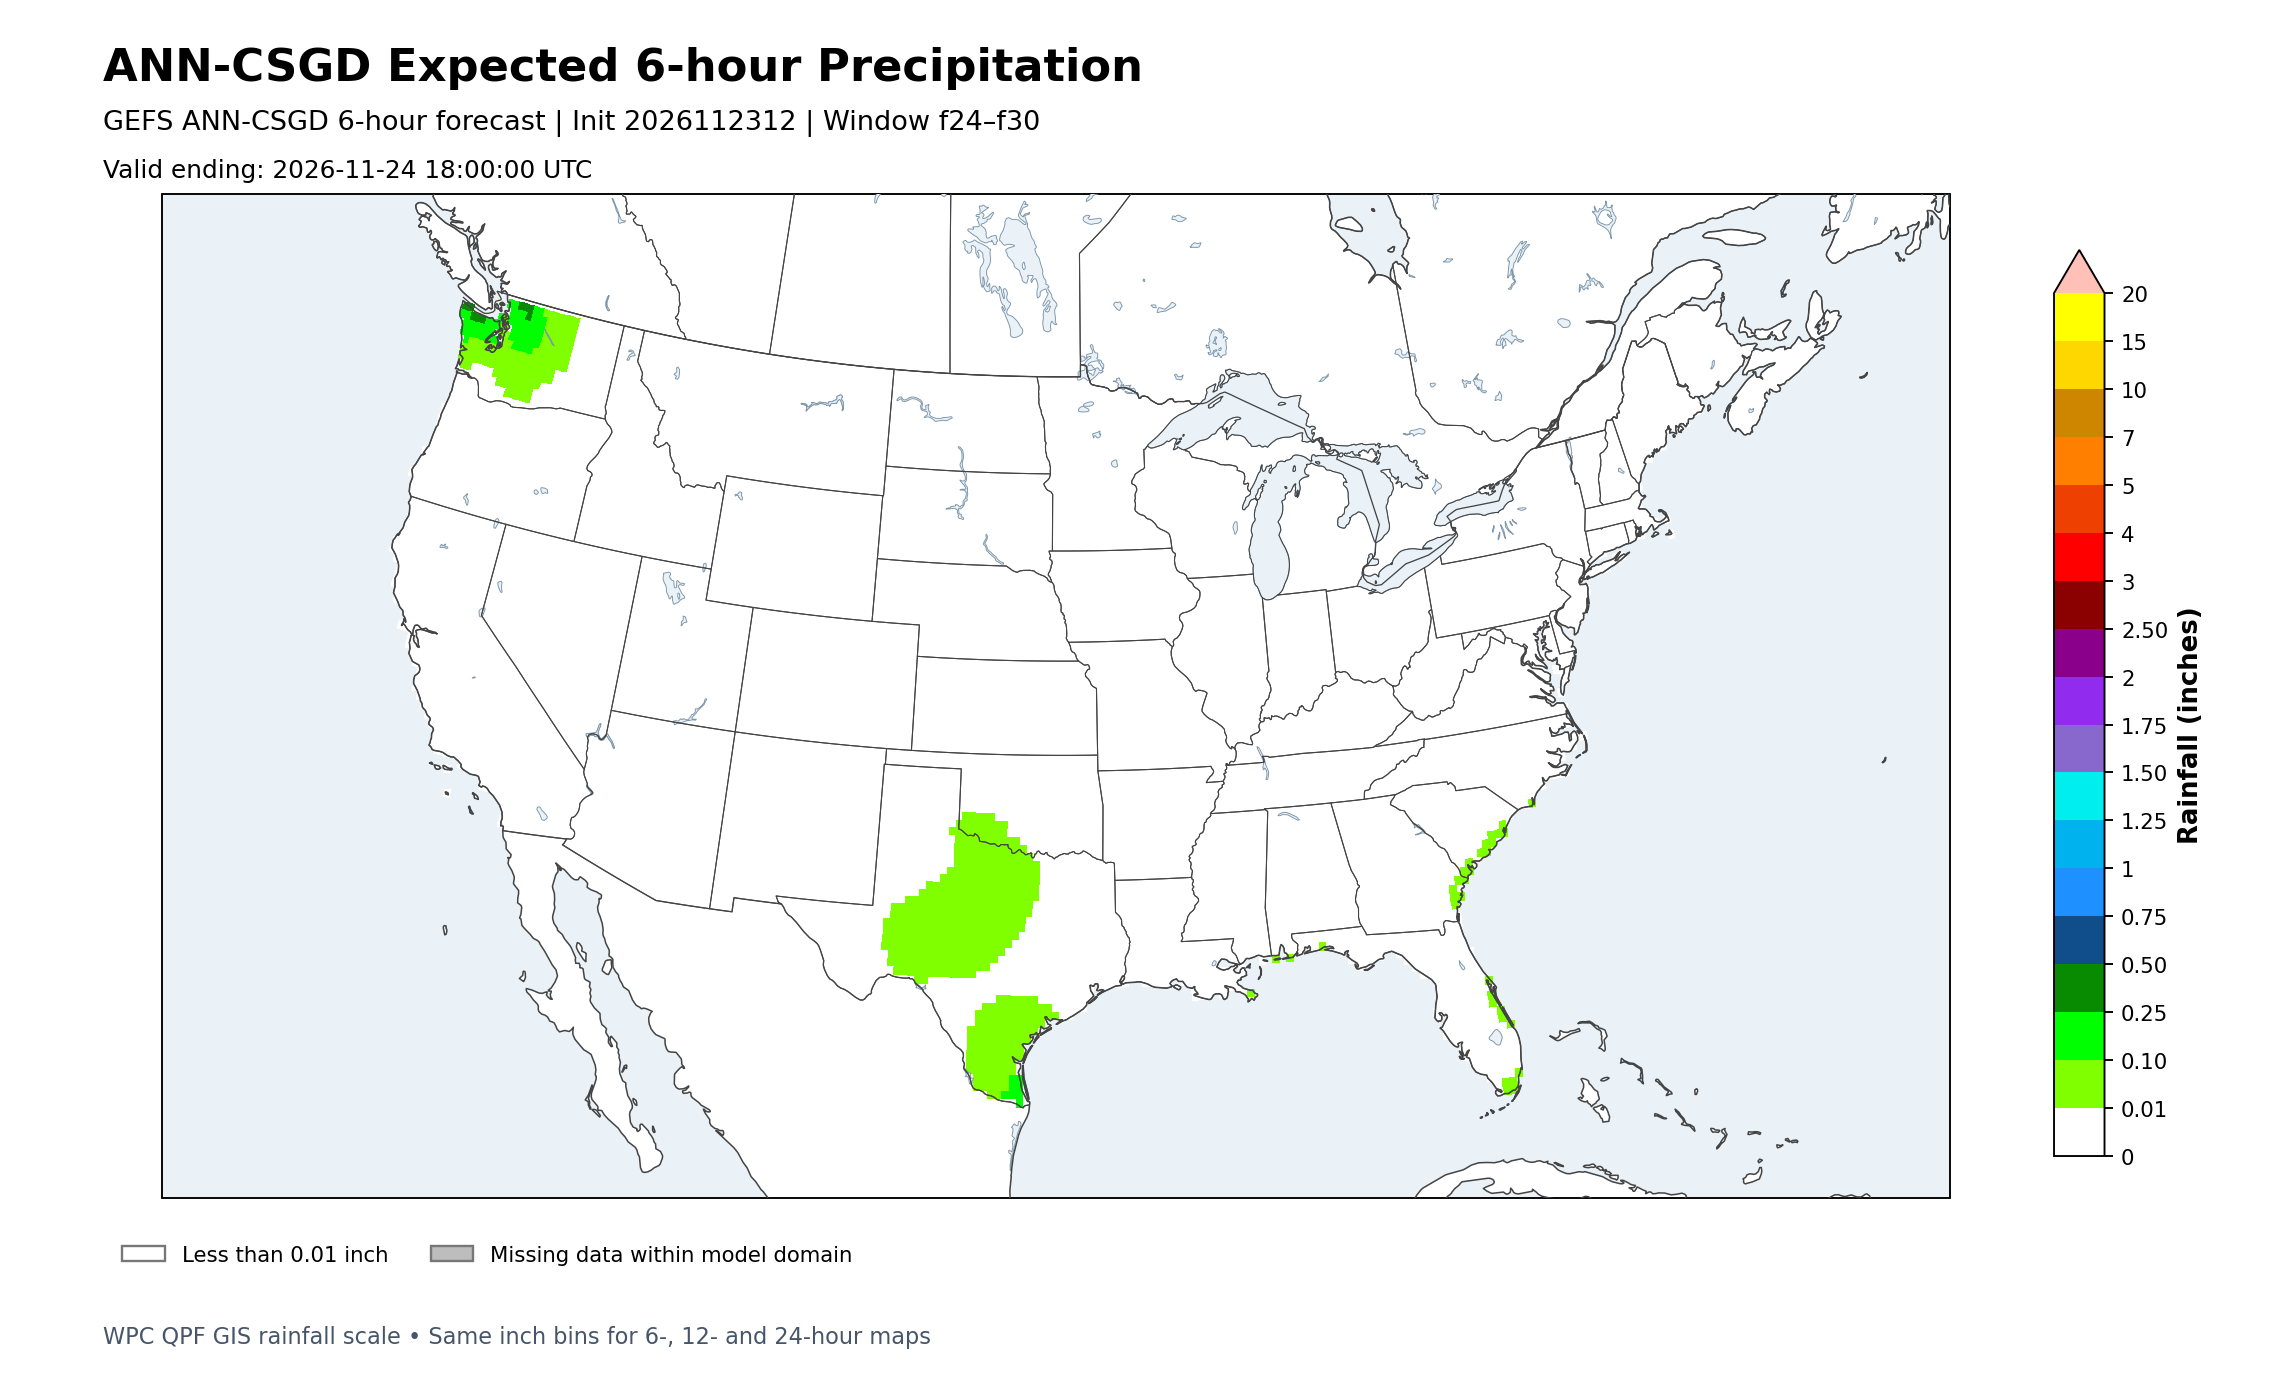 ANN-CSGD Expected 6-hour Precipitation
GEFS ANN-CSGD 6-hour forecast | Init 2026112312 | Window f24–f30
Valid ending: 2026-11-24 18:00:00 UTC
20
15
10
7
5
4
3
2.50
2
1.75
1.50
1.25
1
0.75
0.50
0.25
0.10
0.01
0
Rainfall (inches)
Less than 0.01 inch
Missing data within model domain
WPC QPF GIS rainfall scale • Same inch bins for 6-, 12- and 24-hour maps